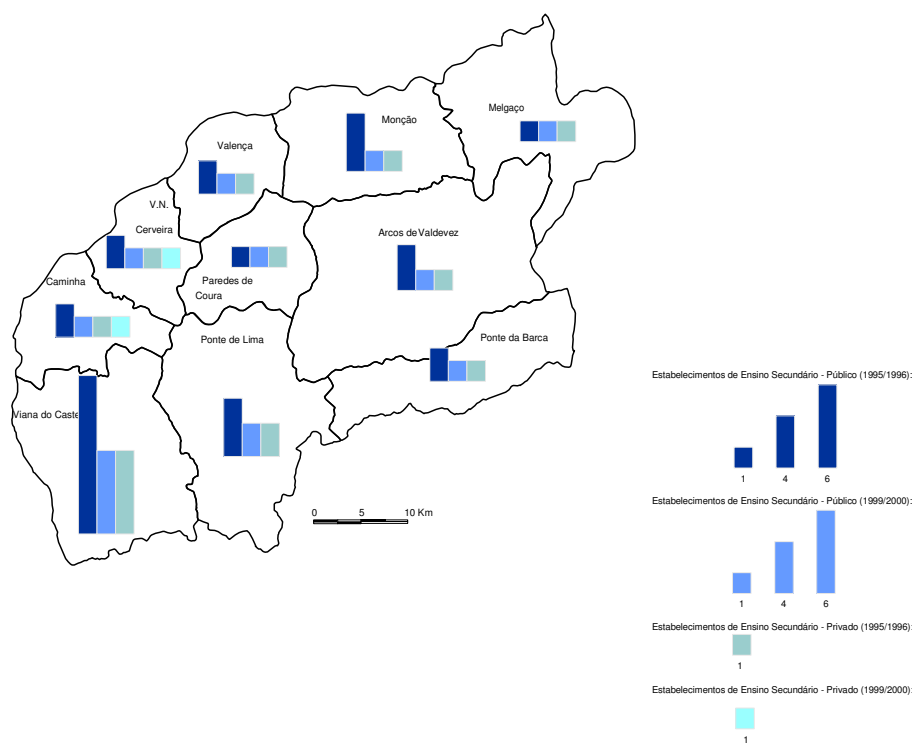 Melgaço
Monção
Valença
V.N.
Cerveira
Arcos de Valdevez
Paredes de
Coura
Caminha
Ponte de Lima
Ponte da Barca
Viana do Caste
0 5 10 Km
Estabelecimentos de Ensino Secundário - Público (1995/1996):
1 4 6
Estabelecimentos de Ensino Secundário - Público (1999/2000):
1 4 6
Estabelecimentos de Ensino Secundário - Privado (1995/1996):
1
Estabelecimentos de Ensino Secundário - Privado (1999/2000):
1